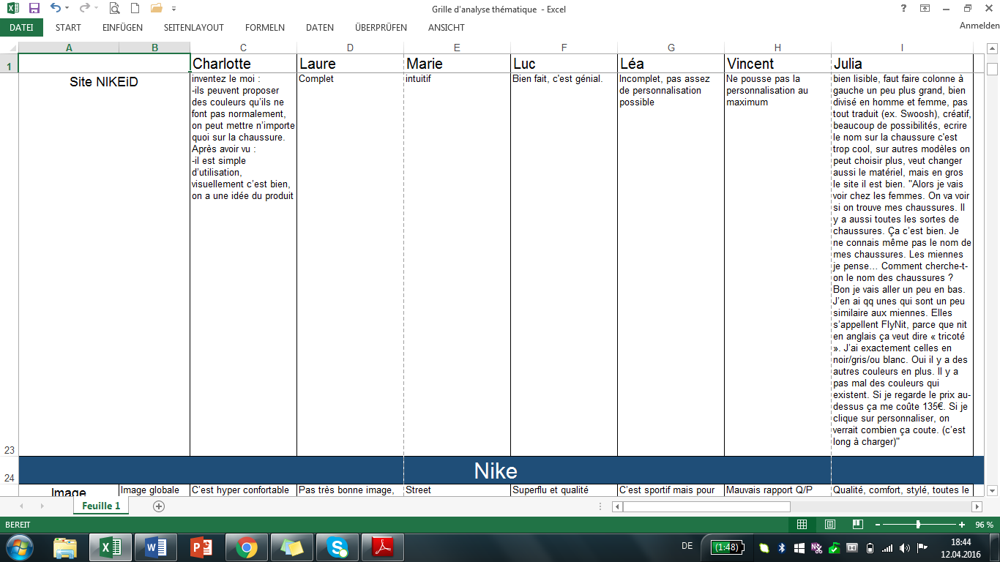 Grille d'analyse thématique - Excel
?
DATEI START EINFÜGEN SEITENLAYOUT FORMELN DATEN ÜBERPRÜFEN ANSICHT Anmelden
A B C D E F G H I
1 Charlotte Laure Marie Luc Léa Vincent Julia
Site NIKEiD
inventez le moi :
-ils peuvent proposer
des couleurs qu'ils ne
font pas normalement,
on peut mettre n'importe
quoi sur la chaussure.
Après avoir vu :
-il est simple
d'utilisation,
visuellement c'est bien,
on a une idée du produit
Complet
intuitif
Bien fait, c'est génial.
Incomplet, pas assez
de personnalisation
possible
Ne pousse pas la
personnalisation au
maximum
bien lisible, faut faire colonne à
gauche un peu plus grand, bien
divisé en homme et femme, pas
tout traduit (ex. Swoosh), créatif,
beaucoup de possibilités, ecrire
le nom sur la chaussure c'est
trop cool, sur autres modèles on
peut choisir plus, veut changer
aussi le matériel, mais en gros
le site il est bien. "Alors je vais
voir chez les femmes. On va voir
si on trouve mes chaussures. Il
y a aussi toutes les sortes de
chaussures. Ça c'est bien. Je
ne connais même pas le nom de
mes chaussures. Les miennes
je pense… Comment cherche-t-
on le nom des chaussures ?
Bon je vais aller un peu en bas.
J'en ai qq unes qui sont un peu
similaire aux miennes. Elles
s'appellent FlyNit, parce que nit
en anglais ça veut dire « tricoté
». J'ai exactement celles en
noir/gris/ou blanc. Oui il y a des
autres couleurs en plus. Il y a
pas mal des couleurs qui
existent. Si je regarde le prix au-
dessus ça me coûte 135€. Si je
clique sur personnaliser, on
verrait combien ça coute. (c'est
long à charger)"
23
24 Nike
Image Image globale C'est hyper confortable Pas très bonne image, Street Superflu et qualité C'est sportif mais pour Mauvais rapport Q/P Qualité, comfort, stylé, toutes le
Feuille 1
BEREIT 96 %
DE (1:48) 18:44
12.04.2016